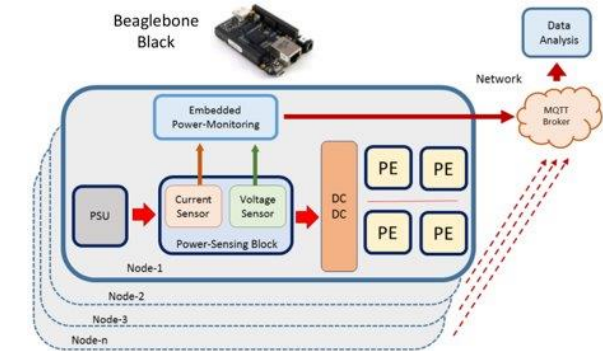 Beaglebone
Black
Data
Analysis
Network
MQTT
Broker
Embedded
Power-Monitoring
PSU
Current
Sensor
Voltage
Sensor
Power-Sensing Block
DC
DC
PE
PE
PE
PE
Node-1
Node-2
Node-3
Node-n